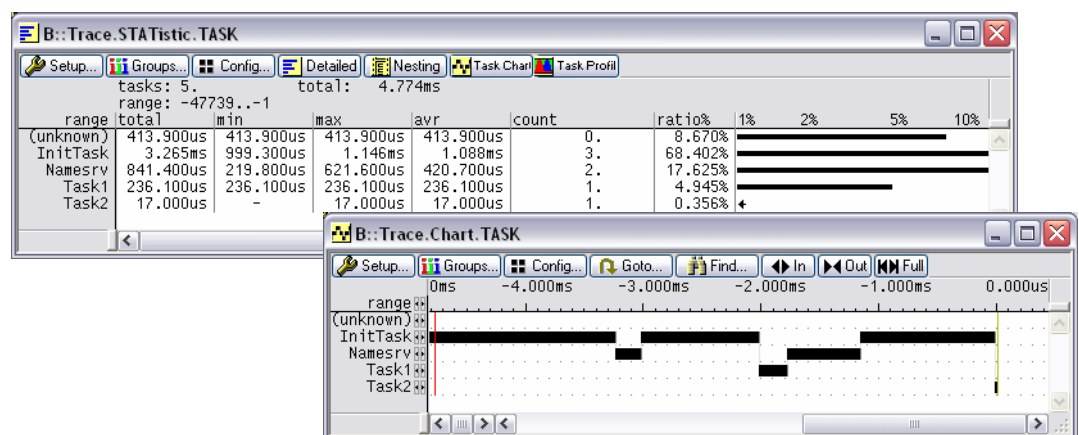 B::Trace.STATistic.TASK
Setup... Groups... Config... Detailed Nesting Task Chart Task Profil
tasks: 5. total: 4.774ms
range: -47739..-1
range total min max avr count ratio% 1% 2% 5% 10%
(unknown) 413.900us 413.900us 413.900us 413.900us 0. 8.670%
InitTask 3.265ms 999.300us 1.146ms 1.088ms 3. 68.402%
Namesrv 841.400us 219.800us 621.600us 420.700us 2. 17.625%
Task1 236.100us 236.100us 236.100us 236.100us 1. 4.945%
Task2 17.000us - 17.000us 17.000us 1. 0.356%
B::Trace.Chart.TASK
Setup... Groups... Config... Goto... Find... In Out Full
0ms -4.000ms -3.000ms -2.000ms -1.000ms 0.000us
range
(unknown)
InitTask
Namesrv
Task1
Task2